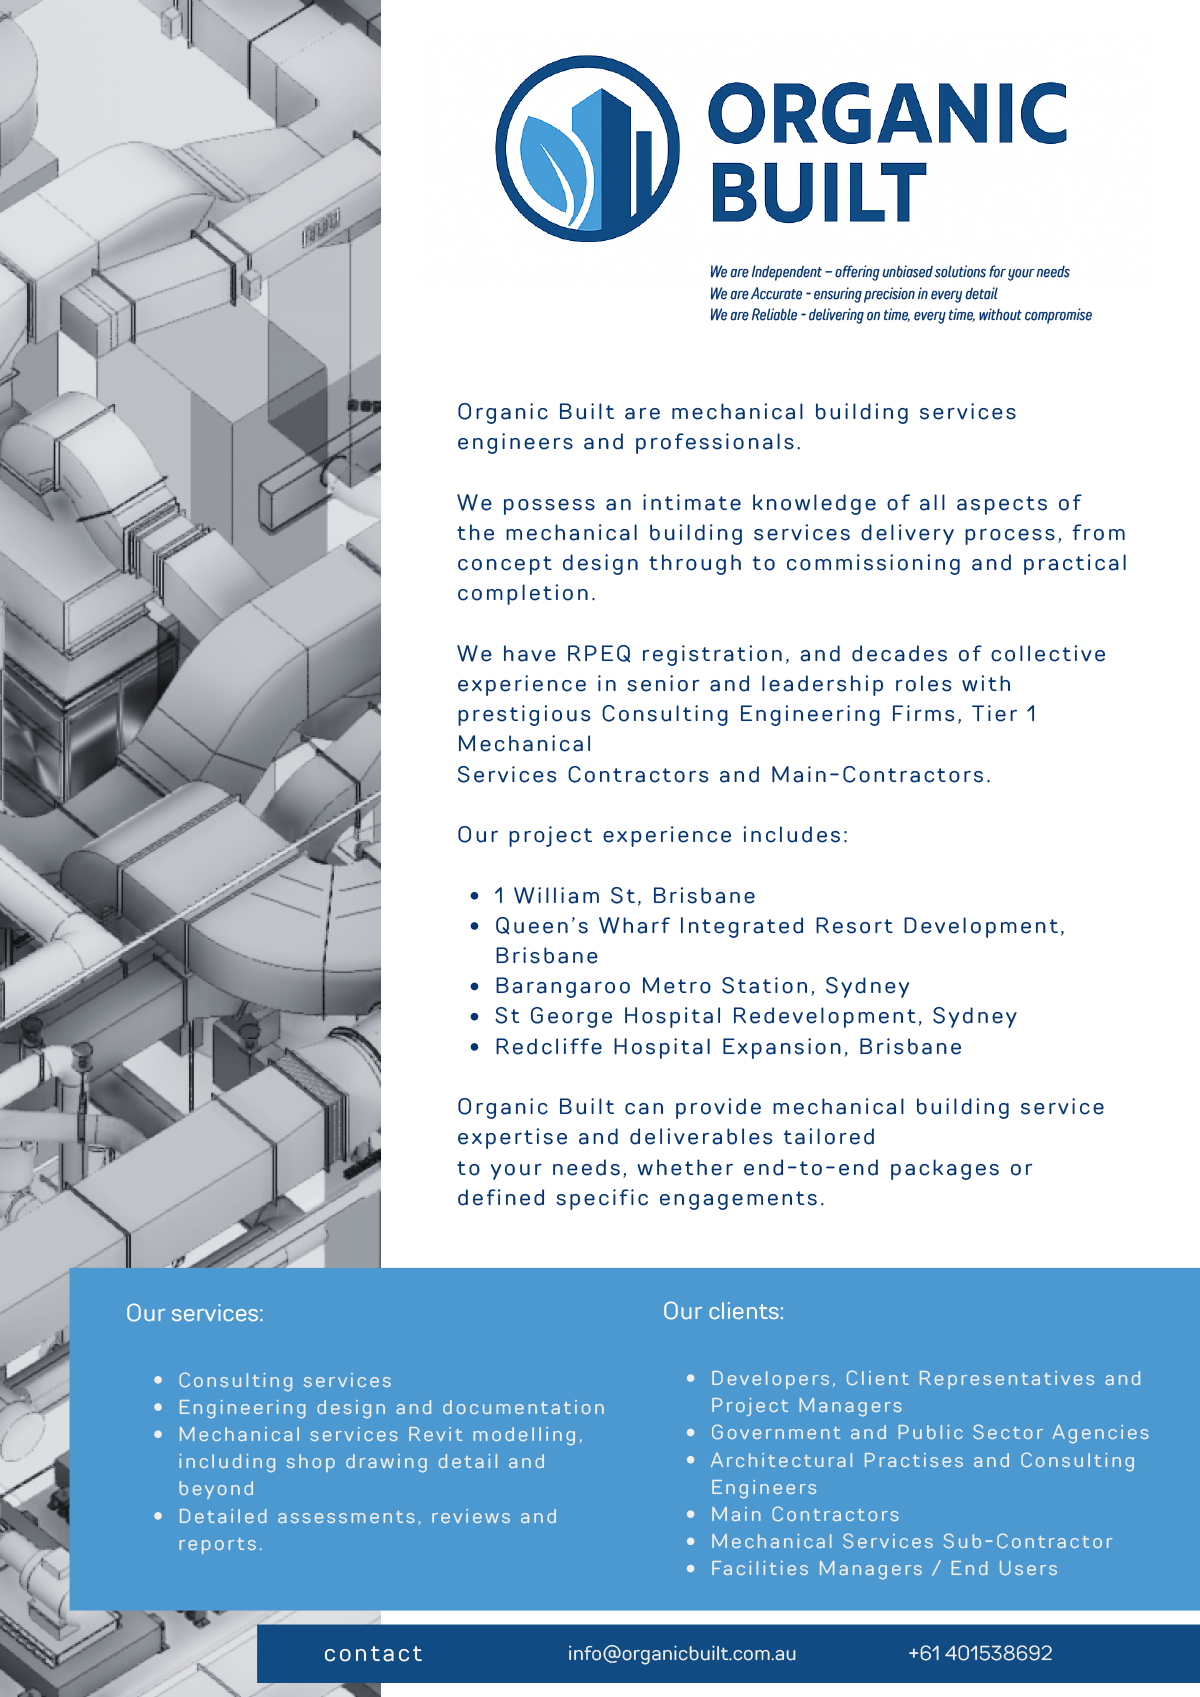 ORGANIC
BUILT
We are Independent – offering unbiased solutions for your needs
We are Accurate - ensuring precision in every detail
We are Reliable - delivering on time, every time, without compromise
Organic Built are mechanical building services
engineers and professionals.
We possess an intimate knowledge of all aspects of
the mechanical building services delivery process, from
concept design through to commissioning and practical
completion.
We have RPEQ registration, and decades of collective
experience in senior and leadership roles with
prestigious Consulting Engineering Firms, Tier 1
Mechanical
Services Contractors and Main-Contractors.
Our project experience includes:
• 1 William St, Brisbane
• Queen’s Wharf Integrated Resort Development,
Brisbane
• Barangaroo Metro Station, Sydney
• St George Hospital Redevelopment, Sydney
• Redcliffe Hospital Expansion, Brisbane
Organic Built can provide mechanical building service
expertise and deliverables tailored
to your needs, whether end-to-end packages or
defined specific engagements.
Our services:
• Consulting services
• Engineering design and documentation
• Mechanical services Revit modelling,
including shop drawing detail and
beyond
• Detailed assessments, reviews and
reports.
Our clients:
• Developers, Client Representatives and
Project Managers
• Government and Public Sector Agencies
• Architectural Practises and Consulting
Engineers
• Main Contractors
• Mechanical Services Sub-Contractor
• Facilities Managers / End Users
contact
info@organicbuilt.com.au
+61 401538692